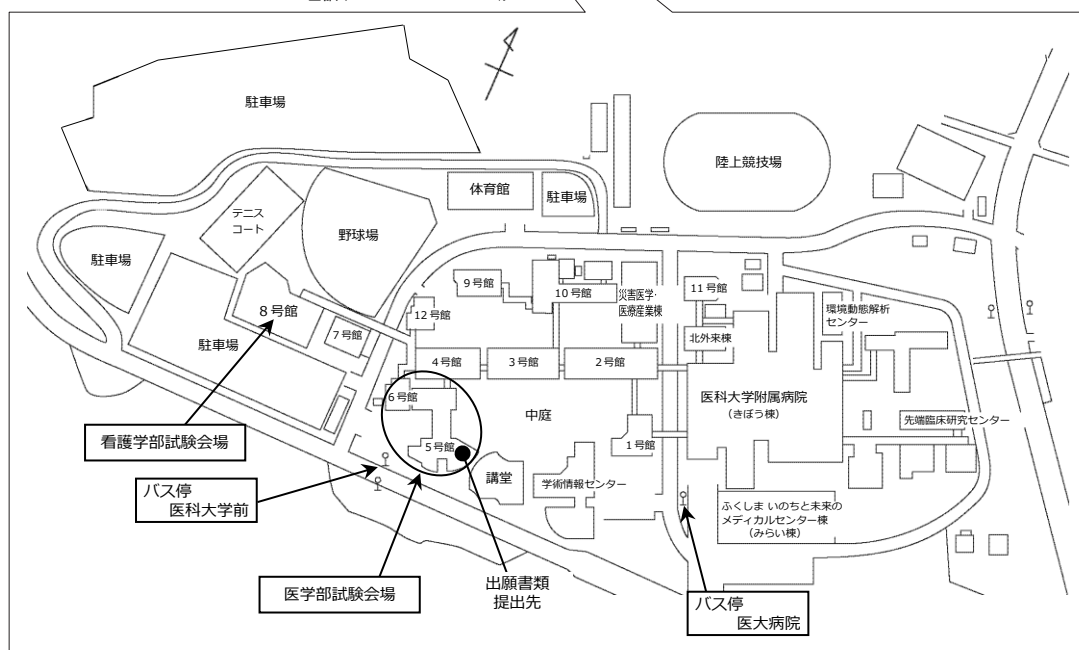 駐車場
陸上競技場
体育館
駐車場
テニス
コート
野球場
駐車場
9号館
10号館
災害医学・
医療産業棟
11号館
12号館
8号館
7号館
環境動態解析
センター
北外来棟
駐車場
4号館
3号館
2号館
6号館
医科大学附属病院
(きぼう棟)
中庭
先端臨床研究センター
看護学部試験会場
5号館
1号館
講堂
学術情報センター
バス停
医科大学前
ふくしま いのちと未来の
メディカルセンター棟
(みらい棟)
医学部試験会場
出願書類
提出先
バス停
医大病院